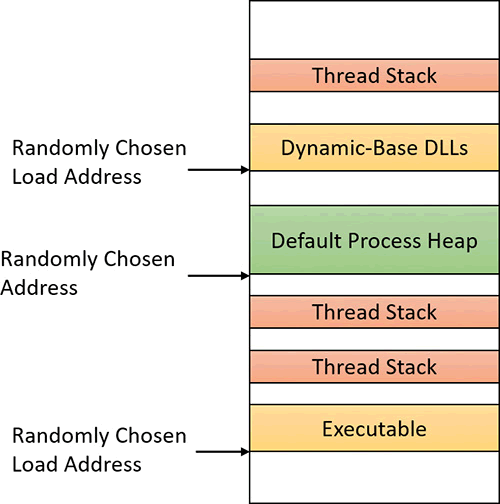 Thread Stack
Randomly Chosen
Load Address
Dynamic-Base DLLs
Default Process Heap
Randomly Chosen
Address
Thread Stack
Thread Stack
Executable
Randomly Chosen
Load Address